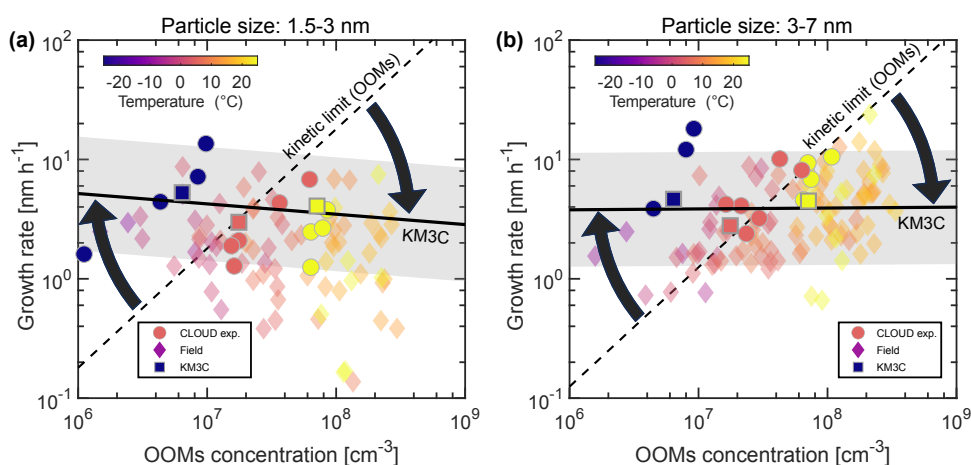 Particle size: 1.5-3 nm
(a)
10^2
10^1
10^0
10^-1
Growth rate [nm h^-1]
-20 -10 0 10 20
Temperature (°C)
kinetic limit (OOMs)
KM3C
CLOUD exp.
Field
KM3C
10^6 10^7 10^8 10^9
OOMs concentration [cm^-3]
Particle size: 3-7 nm
(b)
10^2
10^1
10^0
10^-1
Growth rate [nm h^-1]
-20 -10 0 10 20
Temperature (°C)
kinetic limit (OOMs)
KM3C
CLOUD exp.
Field
KM3C
10^6 10^7 10^8 10^9
OOMs concentration [cm^-3]